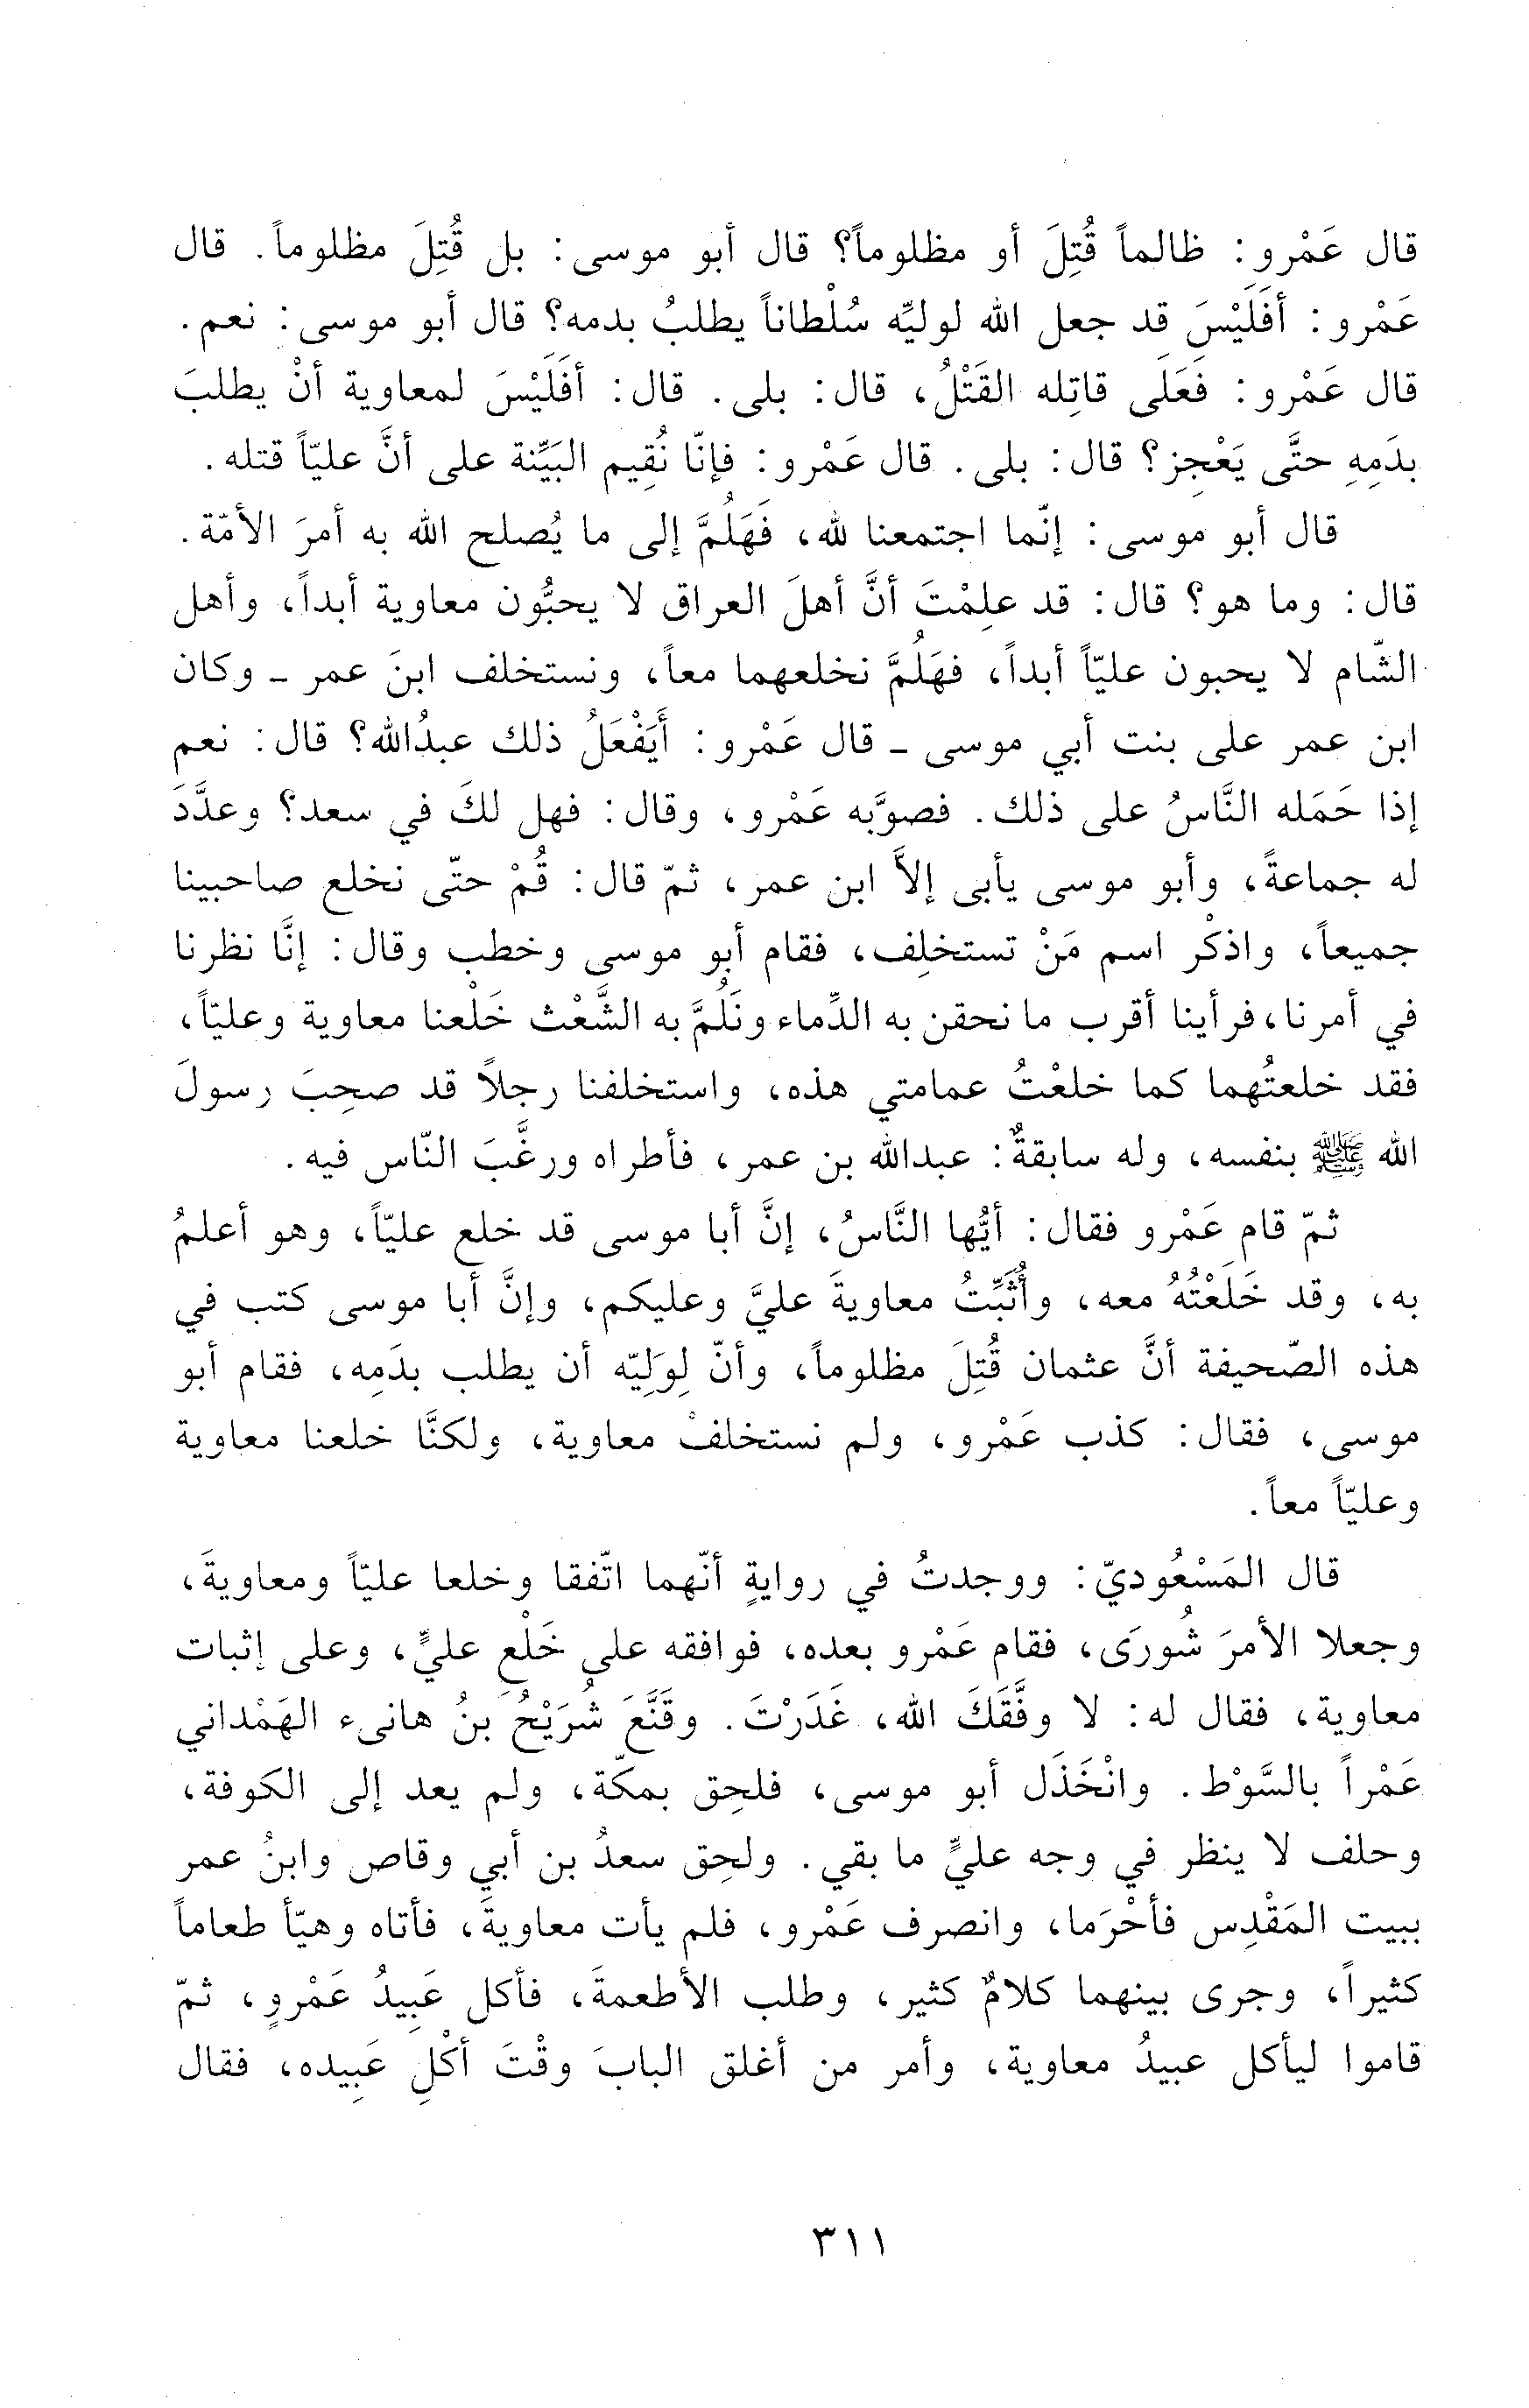 قال عَمْرو: ظالماً قُتِلَ أو مظلوماً؟ قال أبو موسى: بل قُتِلَ مظلوماً. قال
عَمْرو: أفَلَيْسَ قد جعل الله لوليِّه سُلْطاناً يطلبُ بدمه؟ قال أبو موسى: نعم.
قال عَمْرو: فَعَلَى قاتِله القَتْلُ، قال: بلى. قال: أفَلَيْسَ لمعاوية أنْ يطلبَ
بدَمِهِ حتَّى يَعْجِز؟ قال: بلى. قال عَمْرو: فإنّا نُقِيم البَيِّنة على أنَّ عليّاً قتله.
قال أبو موسى: إنّما اجتمعنا لله، فَهَلُمَّ إلى ما يُصلح الله به أمرَ الأمّة.
قال: وما هو؟ قال: قد علِمْتَ أنَّ أهلَ العراق لا يحبُّون معاوية أبداً، وأهل
الشّام لا يحبون عليّاً أبداً، فهَلُمَّ نخلعهما معاً، ونستخلف ابنَ عمر ـ وكان
ابن عمر على بنت أبي موسى ـ قال عَمْرو: أَيَفْعَلُ ذلك عبدُالله؟ قال: نعم
إذا حَمَله النَّاسُ على ذلك. فصوَّبه عَمْرو، وقال: فهل لكَ في سعد؟ وعدَّدَ
له جماعةً، وأبو موسى يأبى إلاَّ ابن عمر، ثمّ قال: قُمْ حتّى نخلع صاحبينا
جميعاً، واذكُر اسم مَنْ تستخلِف، فقام أبو موسى وخطب وقال: إنَّا نظرنا
في أمرنا، فرأينا أقرب ما نحقن به الدِّماء ونَلُمَّ به الشَّعْث خَلْعنا معاوية وعليّاً،
فقد خلعتُهما كما خلعْتُ عمامتي هذه، واستخلفنا رجلاً قد صحِبَ رسولَ
الله ﷺ بنفسه، وله سابقةٌ: عبدالله بن عمر، فأطراه ورغَّبَ النّاس فيه.
ثمّ قام عَمْرو فقال: أيُّها النَّاسُ، إنَّ أبا موسى قد خلع عليّاً، وهو أعلمُ
به، وقد خَلَعْتُهُ معه، وأُثَبِّتُ معاويةَ عليَّ وعليكم، وإنَّ أبا موسى كتب في
هذه الصّحيفة أنَّ عثمان قُتِلَ مظلوماً، وأنّ لِوَلِيّه أن يطلب بدَمِه، فقام أبو
موسى، فقال: كذب عَمْرو، ولم نستخلفْ معاوية، ولكنَّا خلعنا معاوية
وعليّاً معاً.
قال المَسْعُوديّ: ووجدتُ في روايةٍ أنّهما اتّفقا وخلعا عليّاً ومعاويةَ،
وجعلا الأمرَ شُورَى، فقام عَمْرو بعده، فوافقه على خَلْعِ عليٍّ، وعلى إثبات
معاوية، فقال له: لا وفَّقَكَ الله، غَدَرْتَ. وقَنَّعَ شُرَيْحُ بنُ هانىء الهَمْداني
عَمْراً بالسَّوْط. وانْخَذَل أبو موسى، فلحِق بمكّة، ولم يعد إلى الكوفة،
وحلف لا ينظر في وجه عليٍّ ما بقي. ولحِق سعدُ بن أبي وقاص وابنُ عمر
ببيت المَقْدِس فأحْرَما، وانصرف عَمْرو، فلم يأت معاويةَ، فأتاه وهيّأ طعاماً
كثيراً، وجرى بينهما كلامٌ كثير، وطلب الأطعمةَ، فأكل عَبِيدُ عَمْروٍ، ثمّ
قاموا ليأكل عبيدُ معاوية، وأمر من أغلق البابَ وقْتَ أكْلِ عَبِيده، فقال
٣١١